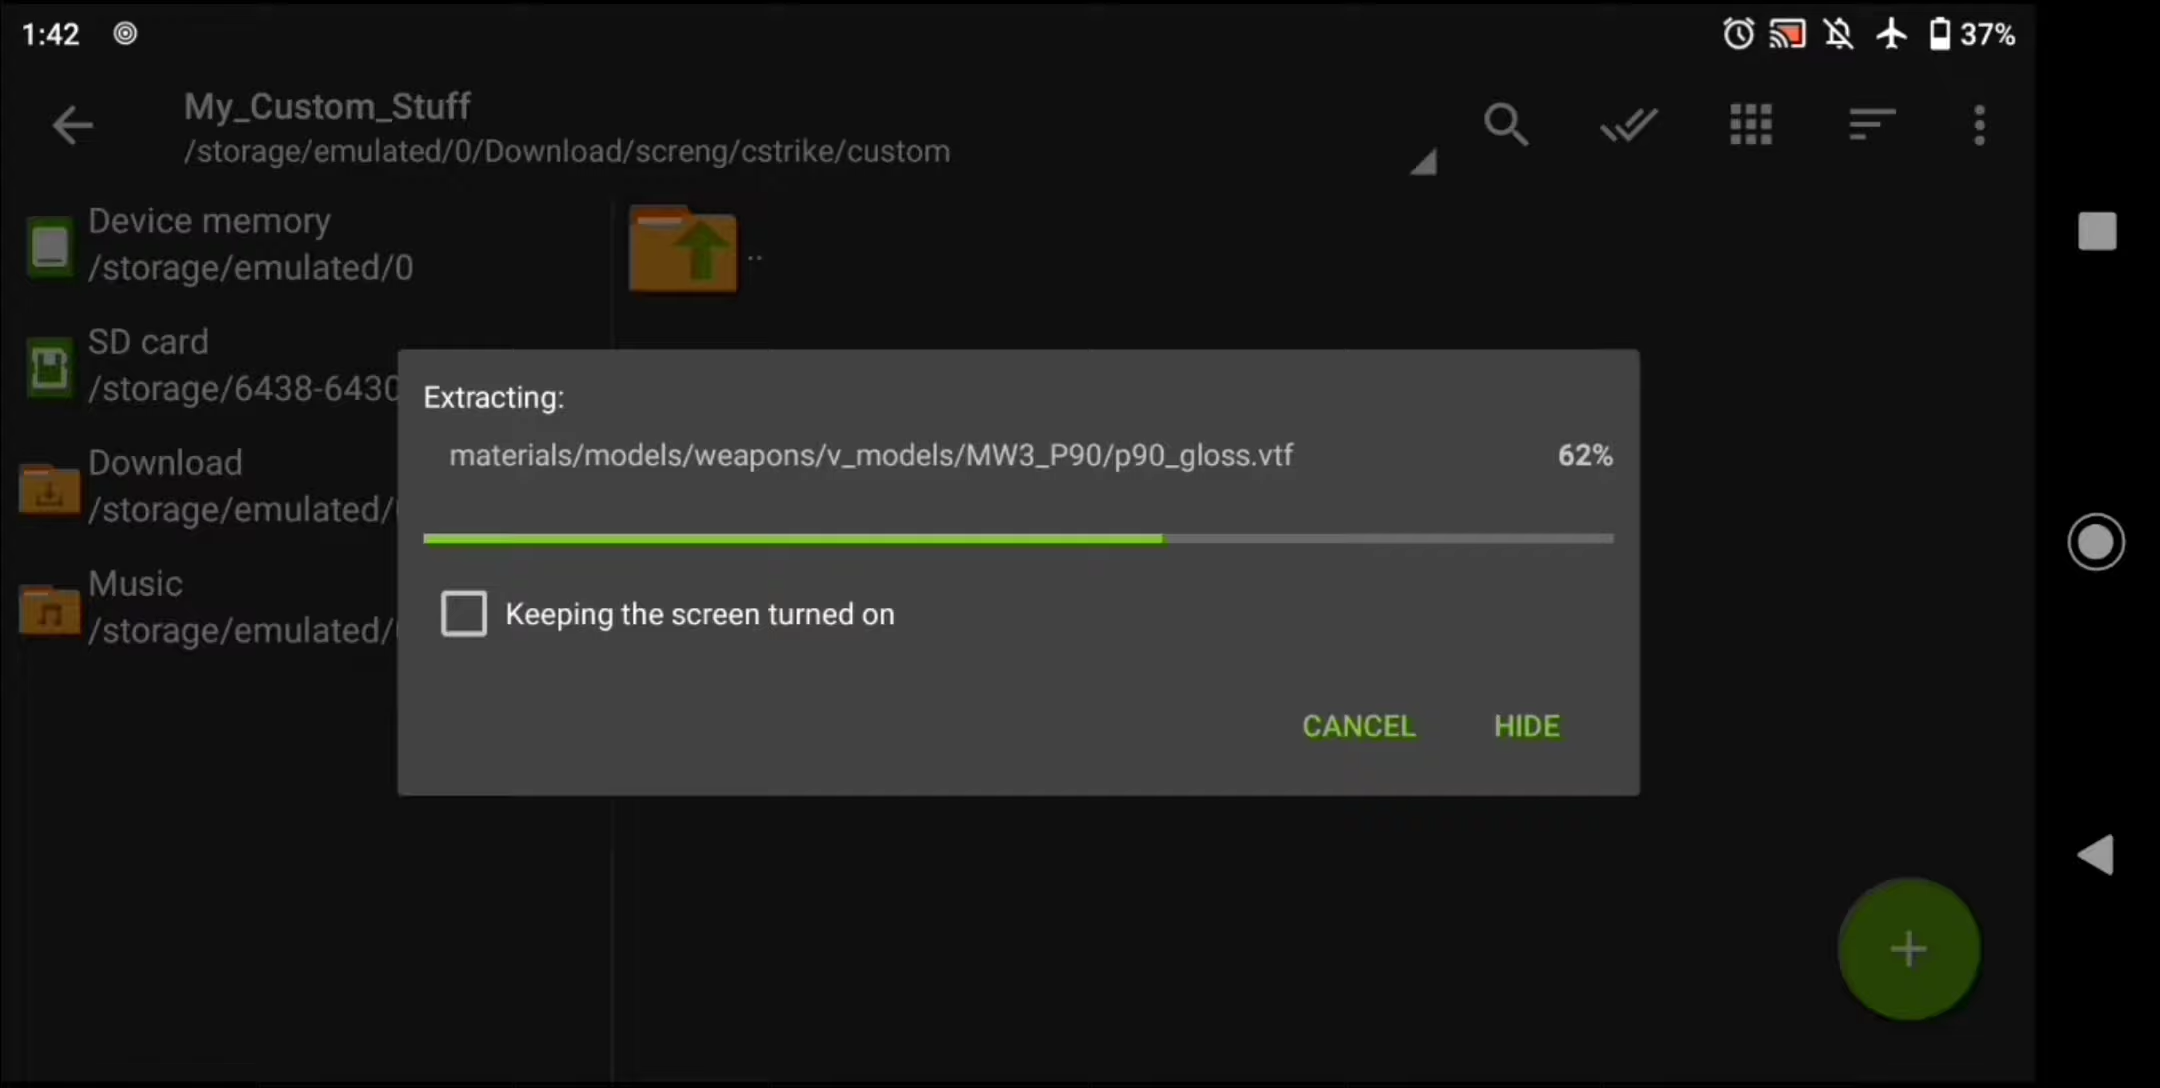 1:42
37%
My_Custom_Stuff
/storage/emulated/0/Download/screng/cstrike/custom
Device memory
/storage/emulated/0
..
SD card
/storage/6438-6430
Download
/storage/emulated/
Music
/storage/emulated/
Extracting:
materials/models/weapons/v_models/MW3_P90/p90_gloss.vtf
62%
Keeping the screen turned on
CANCEL
HIDE